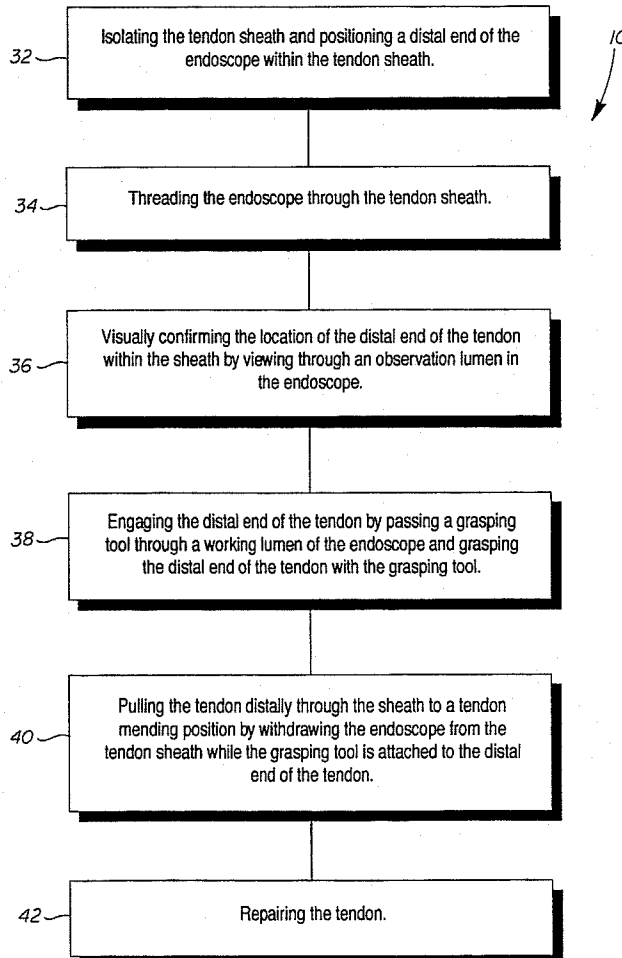 Isolating the tendon sheath and positioning a distal end of the
endoscope within the tendon sheath.
32
10
Threading the endoscope through the tendon sheath.
34
Visually confirming the location of the distal end of the tendon
within the sheath by viewing through an observation lumen in
the endoscope.
36
Engaging the distal end of the tendon by passing a grasping
tool through a working lumen of the endoscope and grasping
the distal end of the tendon with the grasping tool.
38
Pulling the tendon distally through the sheath to a tendon
mending position by withdrawing the endoscope from the
tendon sheath while the grasping tool is attached to the distal
end of the tendon.
40
Repairing the tendon.
42